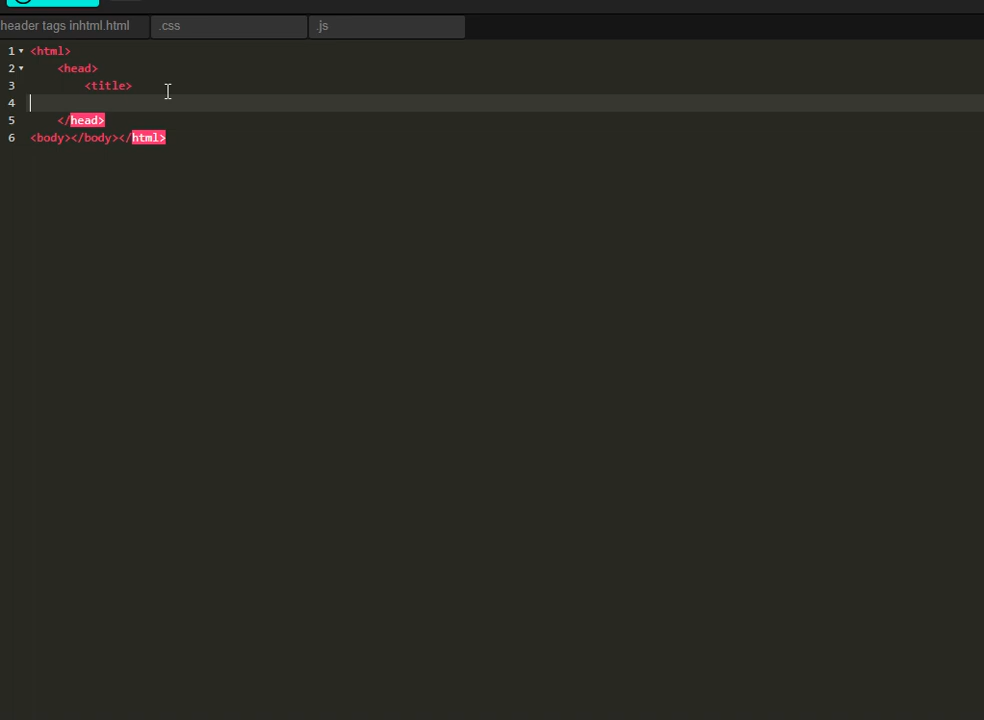 header tags inhtml.html .css .js
1 <html>
2 <head>
3 <title>
4
5 </head>
6 <body></body></html>